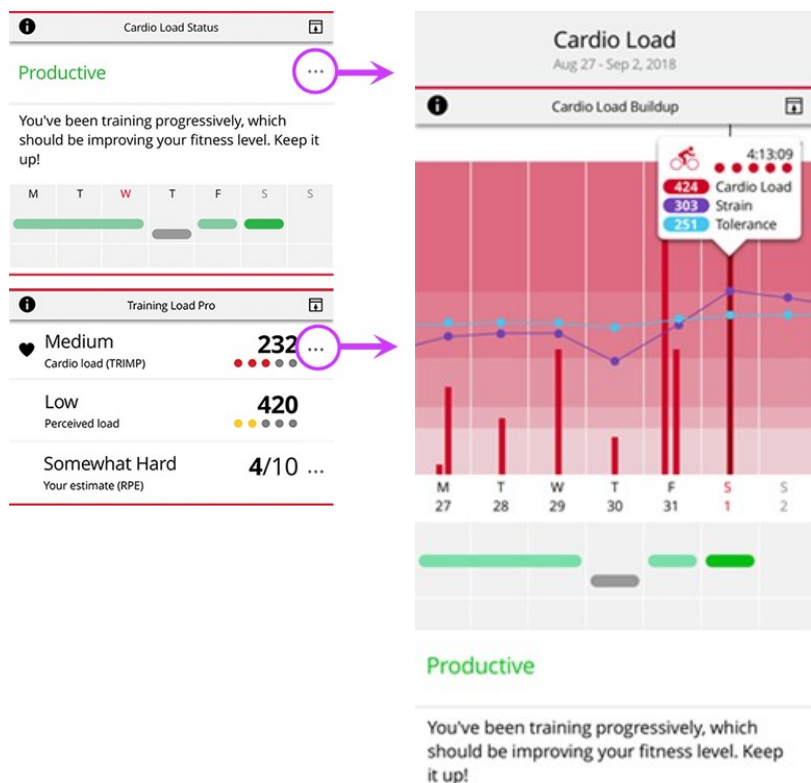 Cardio Load Status
Productive
You've been training progressively, which
should be improving your fitness level. Keep it
up!
M T W T F S S
Training Load Pro
Medium 232
Cardio load (TRIMP)
Low 420
Perceived load
Somewhat Hard 4/10
Your estimate (RPE)
Cardio Load
Aug 27 - Sep 2, 2018
Cardio Load Buildup
4:13:09
424 Cardio Load
303 Strain
251 Tolerance
M T W T F S S
27 28 29 30 31 1 2
Productive
You've been training progressively, which
should be improving your fitness level. Keep
it up!